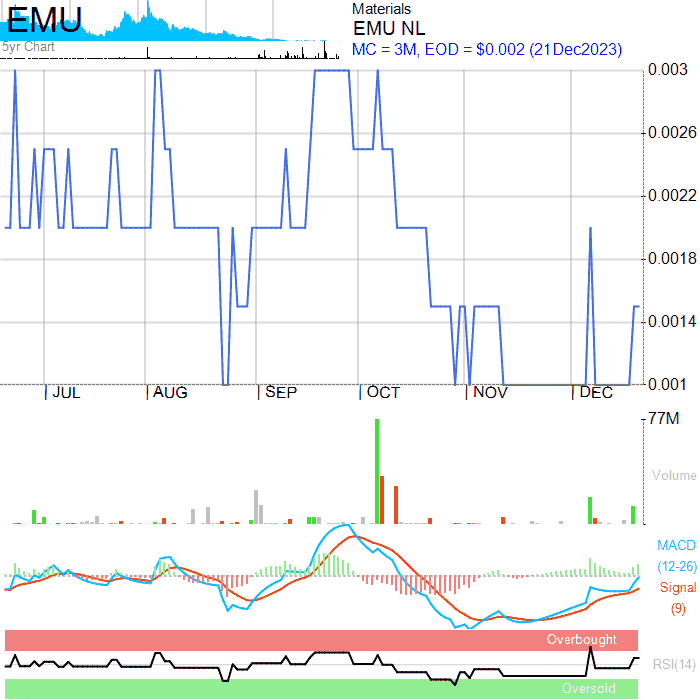 EMU
5yr Chart
Materials
EMU NL
MC = 3M, EOD = $0.002 (21Dec2023)
0.003
0.0026
0.0022
0.0018
0.0014
0.001
JUL AUG SEP OCT NOV DEC
77M
Volume
MACD
(12-26)
Signal
(9)
Overbought
RSI(14)
Oversold